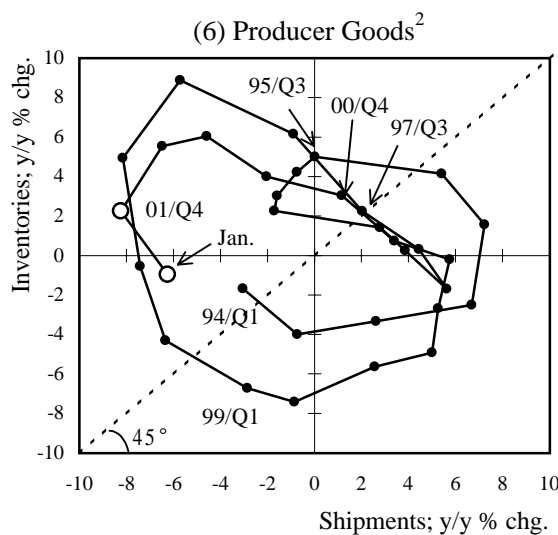 (6) Producer Goods²
Inventories; y/y % chg.
10
8
6
4
2
0
-2
-4
-6
-8
-10
95/Q3
00/Q4
97/Q3
01/Q4
Jan.
94/Q1
99/Q1
45°
-10 -8 -6 -4 -2 0 2 4 6 8 10
Shipments; y/y % chg.